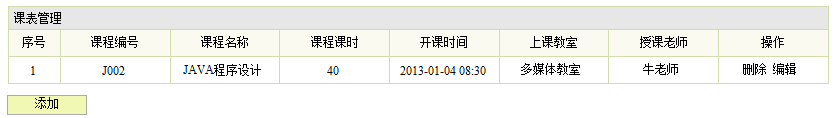 课表管理
序号 课程编号 课程名称 课程课时 开课时间 上课教室 授课老师 操作
1 J002 JAVA程序设计 40 2013-01-04 08:30 多媒体教室 牛老师 删除 编辑
添加